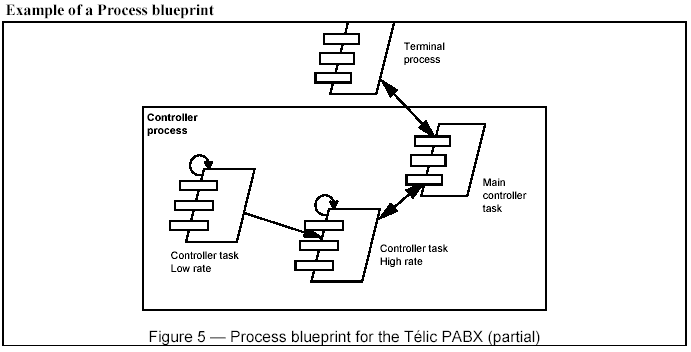 Example of a Process blueprint
Terminal
process
Controller
process
Main
controller
task
Controller task
Low rate
Controller task
High rate
Figure 5 — Process blueprint for the Télic PABX (partial)